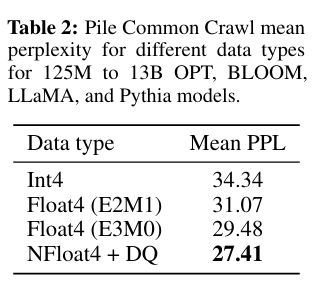 Table 2: Pile Common Crawl mean
perplexity for different data types
for 125M to 13B OPT, BLOOM,
LLaMA, and Pythia models.
Data type Mean PPL
Int4 34.34
Float4 (E2M1) 31.07
Float4 (E3M0) 29.48
NFloat4 + DQ 27.41